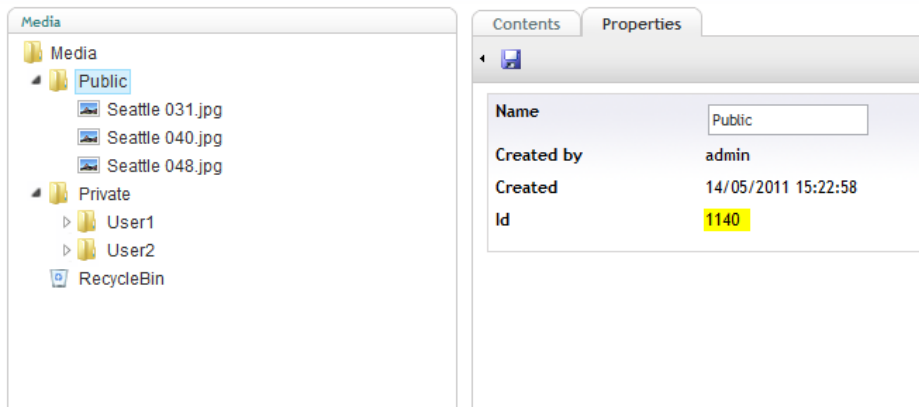 Media
Media
Public
Seattle 031.jpg
Seattle 040.jpg
Seattle 048.jpg
Private
User1
User2
RecycleBin
Contents Properties
Name Public
Created by admin
Created 14/05/2011 15:22:58
Id 1140